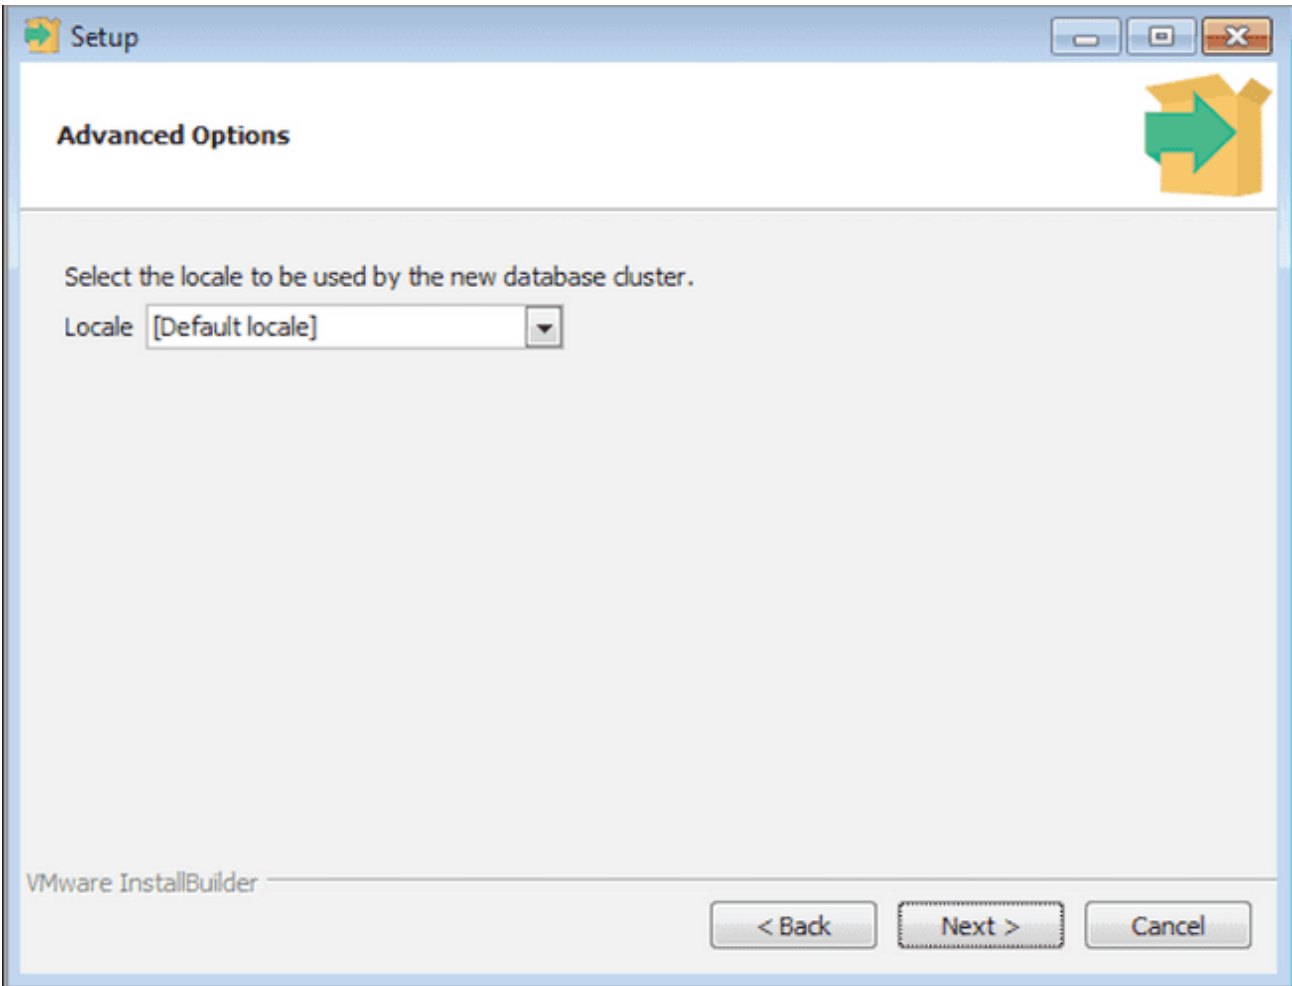 Setup
Advanced Options
Select the locale to be used by the new database cluster.
Locale [Default locale]
VMware InstallBuilder
< Back Next > Cancel